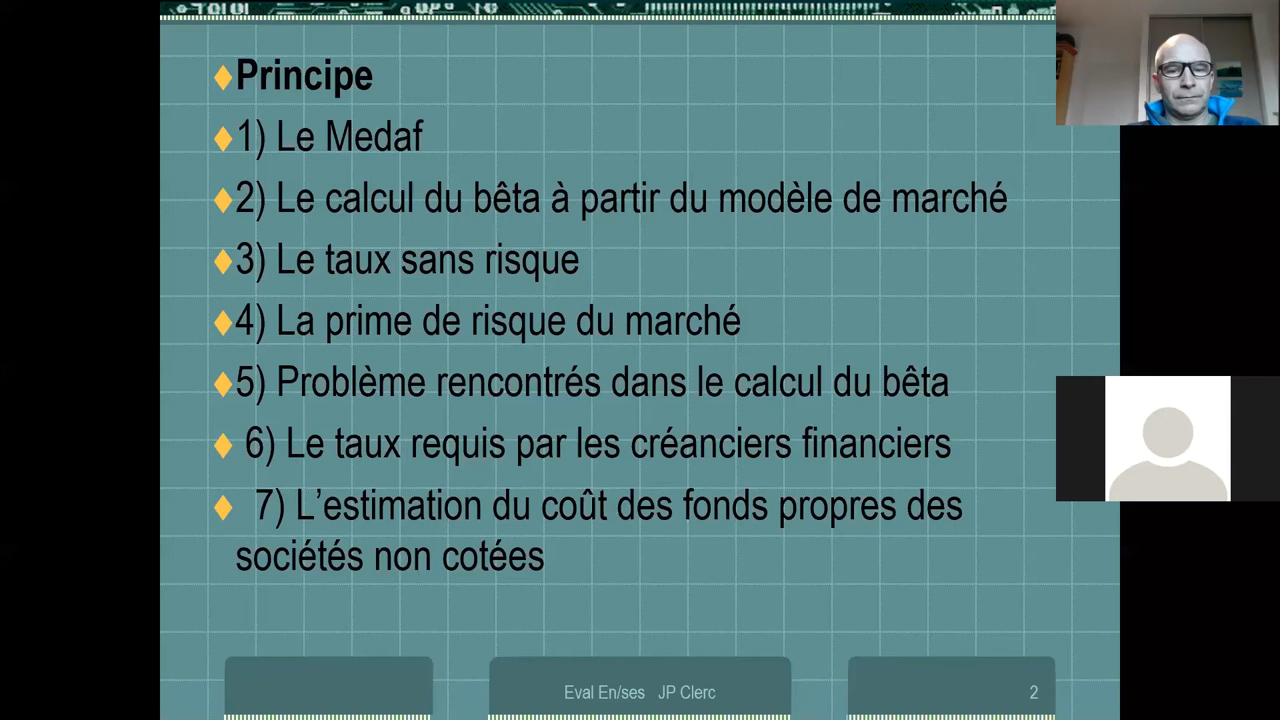 Principe
1) Le Medaf
2) Le calcul du bêta à partir du modèle de marché
3) Le taux sans risque
4) La prime de risque du marché
5) Problème rencontrés dans le calcul du bêta
6) Le taux requis par les créanciers financiers
7) L’estimation du coût des fonds propres des
sociétés non cotées
Eval En/ses JP Clerc
2